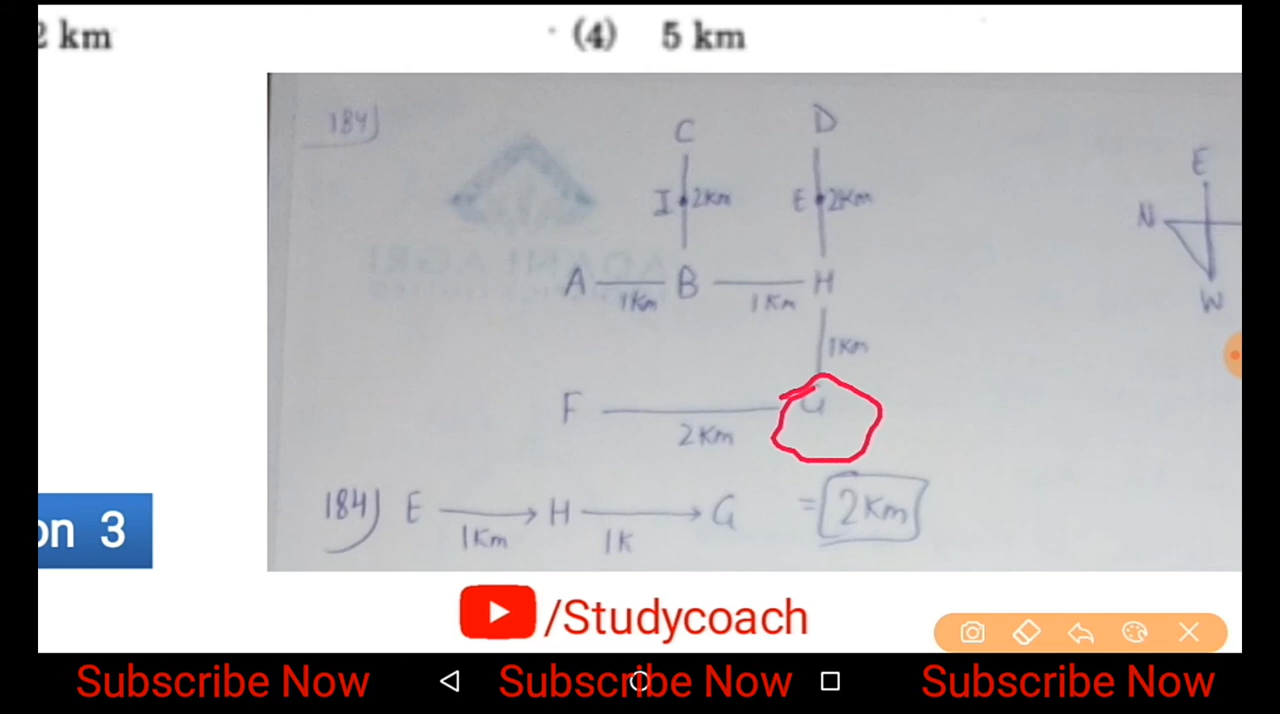 2 km
(4) 5 km
184)
C
D
I 2km
E 2km
E
N
A B H
1km 1km
W
1km
G
F
2km
184) E → H → G = 2km
1km 1k
on 3
/Studycoach
Subscribe Now Subscribe Now Subscribe Now